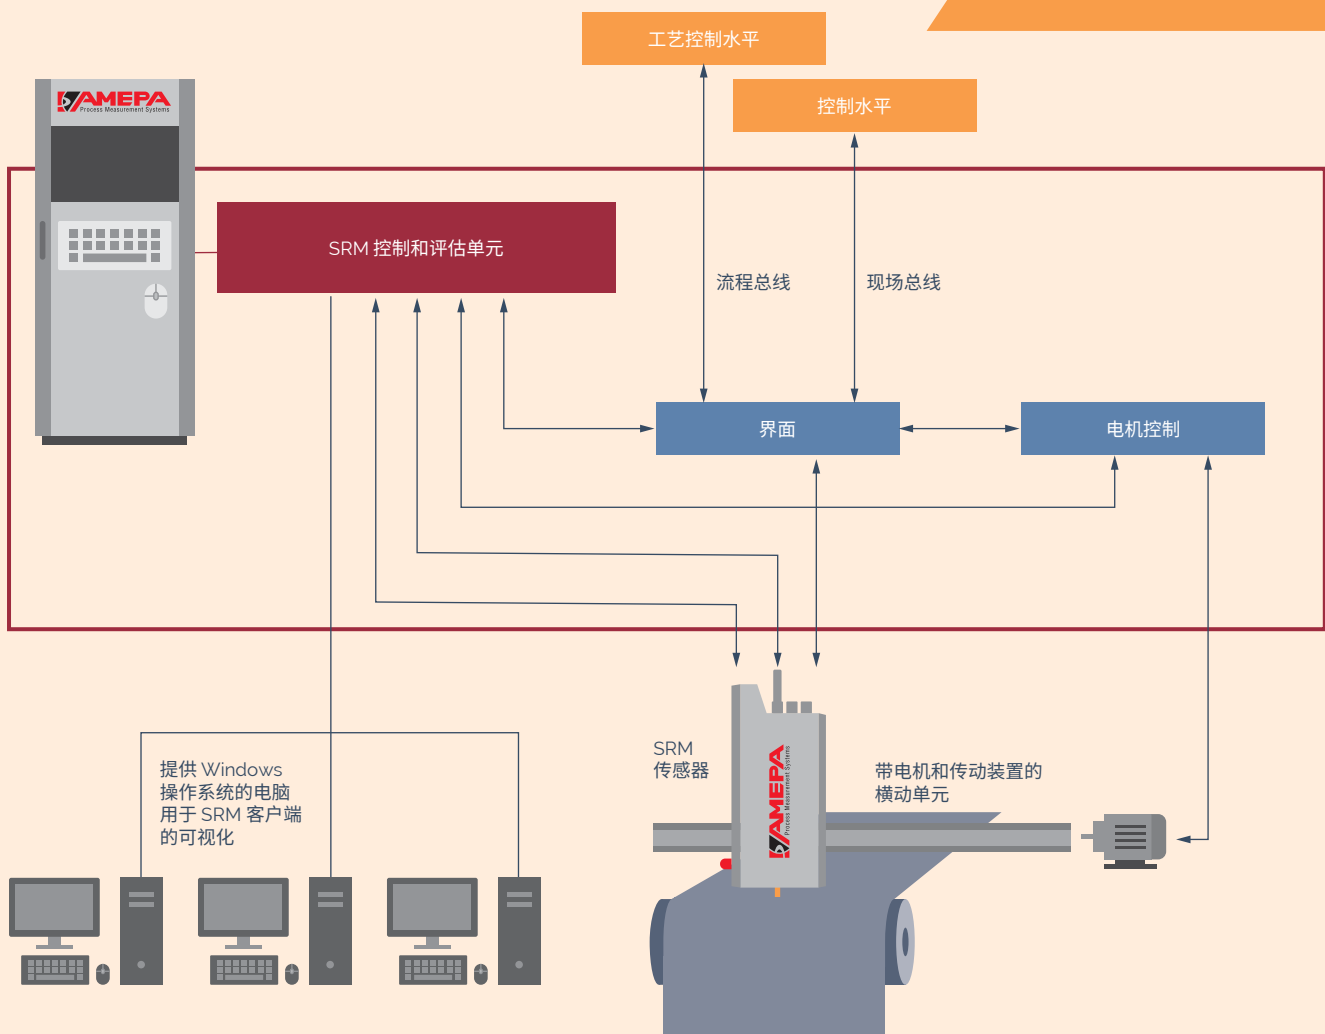 工艺控制水平
控制水平
AMEPA
Process Measurement Systems
SRM 控制和评估单元
流程总线
现场总线
界面
电机控制
SRM
传感器
AMEPA
Process Measurement Systems
带电机和传动装置的
横动单元
提供 Windows
操作系统的电脑
用于 SRM 客户端
的可视化